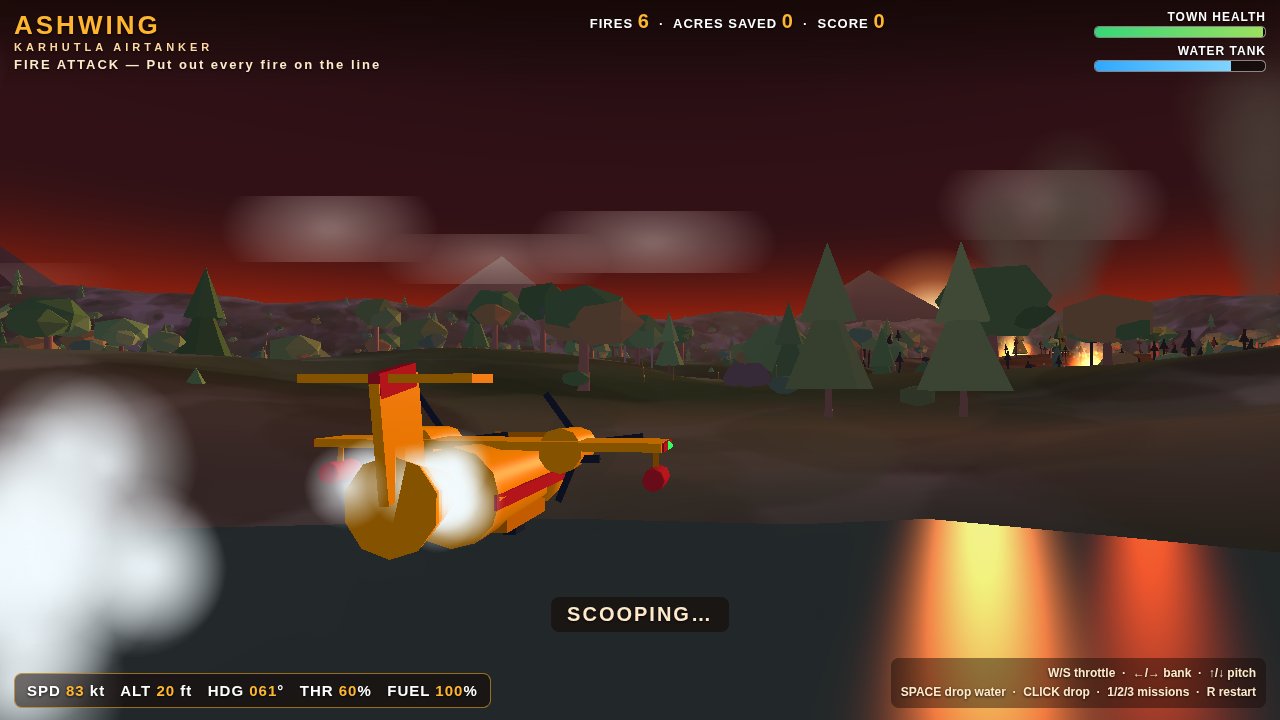 ASHWING
KARHUTLA AIRTANKER
FIRE ATTACK — Put out every fire on the line
FIRES 6 · ACRES SAVED 0 · SCORE 0
TOWN HEALTH
WATER TANK
SCOOPING…
SPD 83 kt ALT 20 ft HDG 061° THR 60% FUEL 100%
W/S throttle · ←/→ bank · ↑/↓ pitch
SPACE drop water · CLICK drop · 1/2/3 missions · R restart